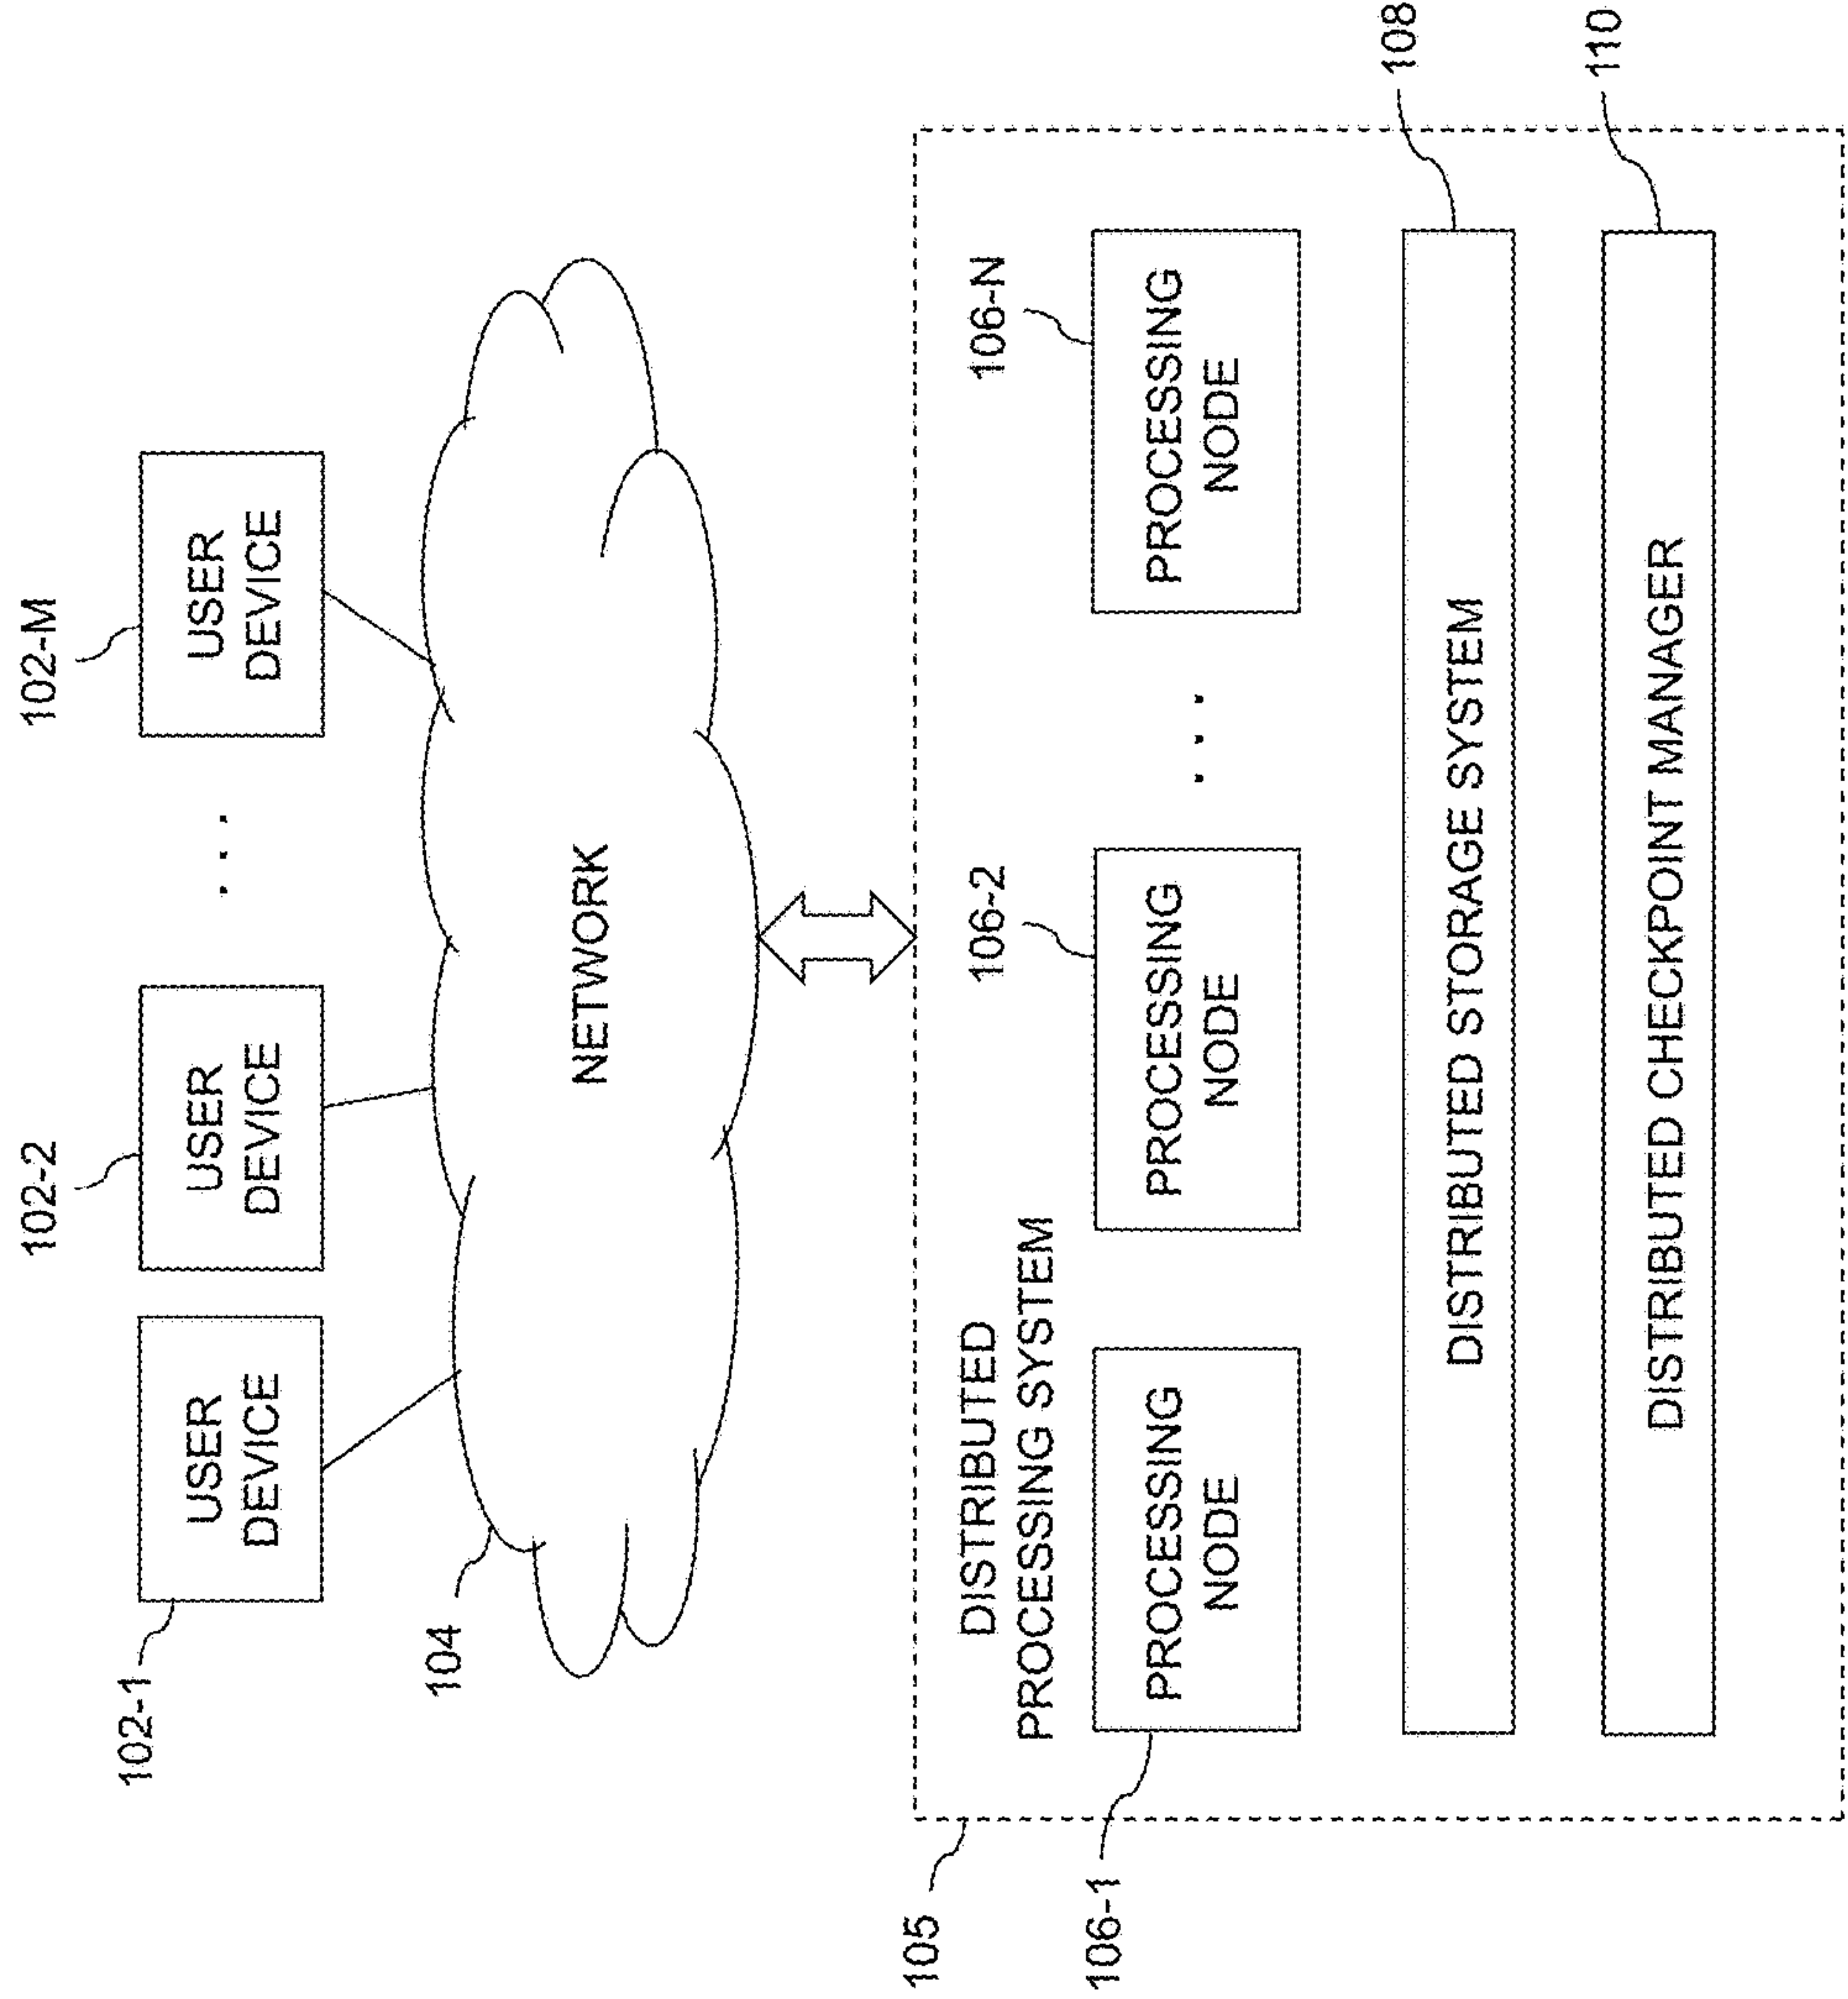 102-1
102-2
102-M
USER
DEVICE
USER
DEVICE
. . .
USER
DEVICE
104
NETWORK
105
DISTRIBUTED
PROCESSING SYSTEM
106-1
106-2
106-N
PROCESSING
NODE
PROCESSING
NODE
. . .
PROCESSING
NODE
DISTRIBUTED STORAGE SYSTEM
108
DISTRIBUTED CHECKPOINT MANAGER
110